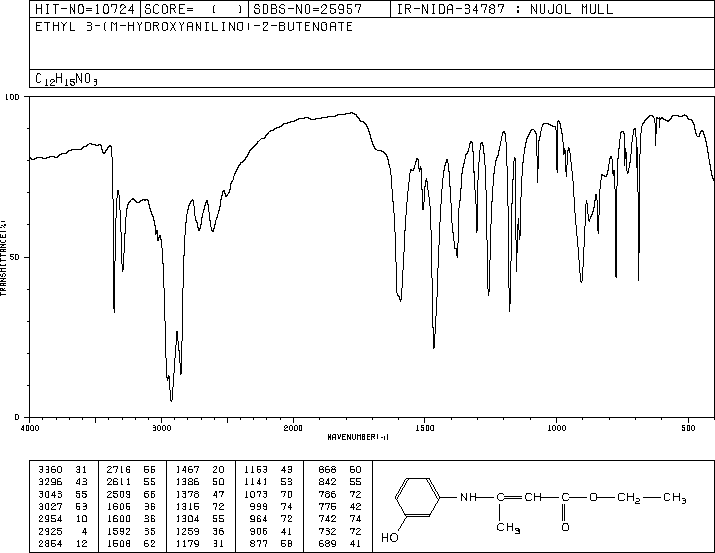 HIT-NO=10724 SCORE= ( ) SDBS-NO=25957 IR-NIDA-34787 : NUJOL MULL
ETHYL 3-(M-HYDROXYANILINO)-2-BUTENOATE
C12H15NO3
100
50
0
TRANSMITTANCE(%)
4000 3000 2000 1500 1000 500
WAVENUMBER(-1)
3360 31 2716 55 1467 20 1153 43 868 60
3296 43 2611 55 1386 50 1141 53 842 55
3043 55 2509 66 1378 47 1073 70 786 72
3027 53 1606 36 1315 72 999 74 775 42
2954 10 1600 36 1304 55 964 72 742 74
2925 4 1592 35 1259 36 906 41 732 72
2854 12 1508 62 1179 31 877 58 689 41
NH C CH C O CH2 CH3
HO CH3 O